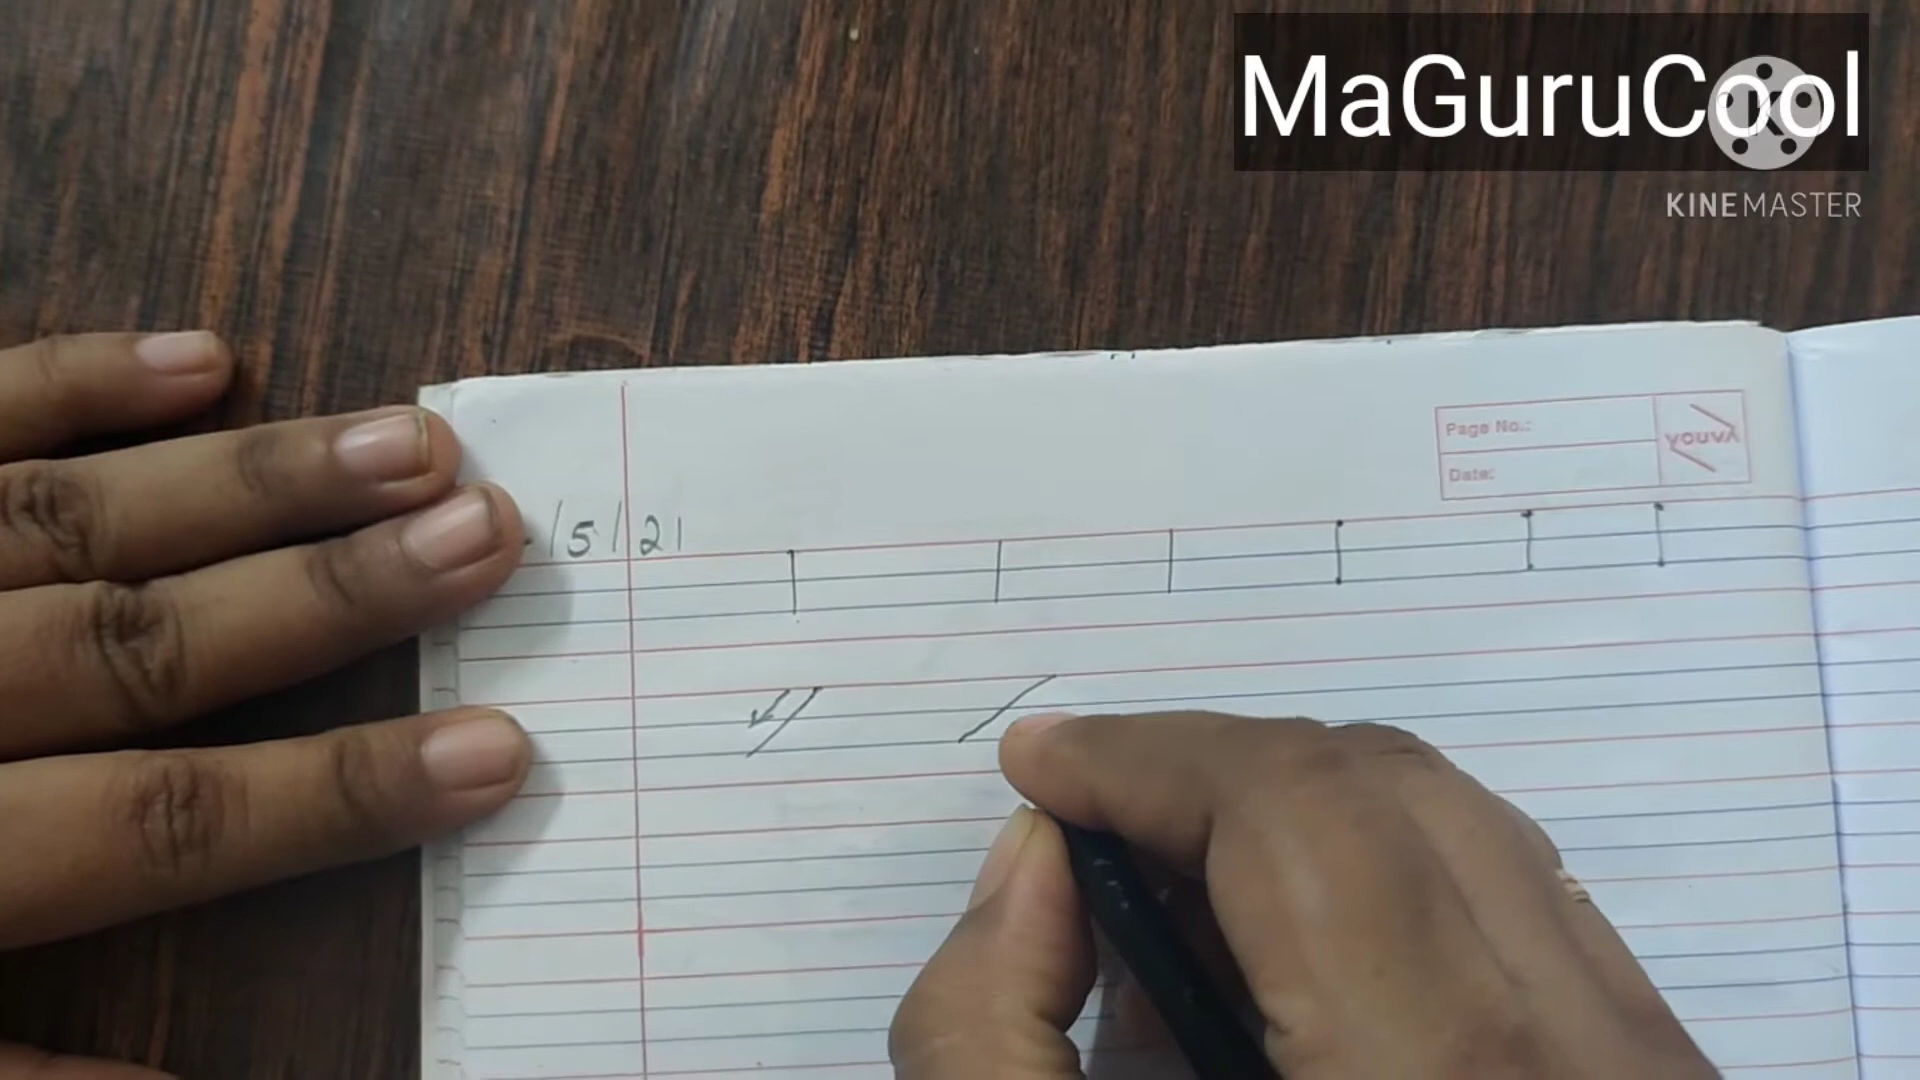 MaGuruCool
KINEMASTER
Page No.:
youva
Date:
/5/21